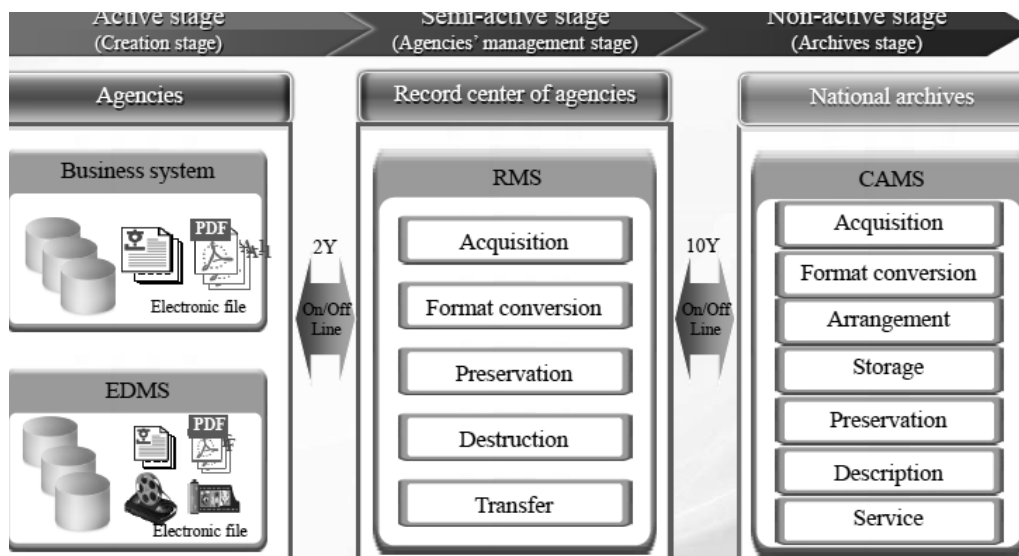 Active stage
(Creation stage)
Semi-active stage
(Agencies' management stage)
Non-active stage
(Archives stage)
Agencies
Business system
PDF
Electronic file
EDMS
PDF
Electronic file
2Y
On/Off
Line
Record center of agencies
RMS
Acquisition
Format conversion
Preservation
Destruction
Transfer
10Y
On/Off
Line
National archives
CAMS
Acquisition
Format conversion
Arrangement
Storage
Preservation
Description
Service